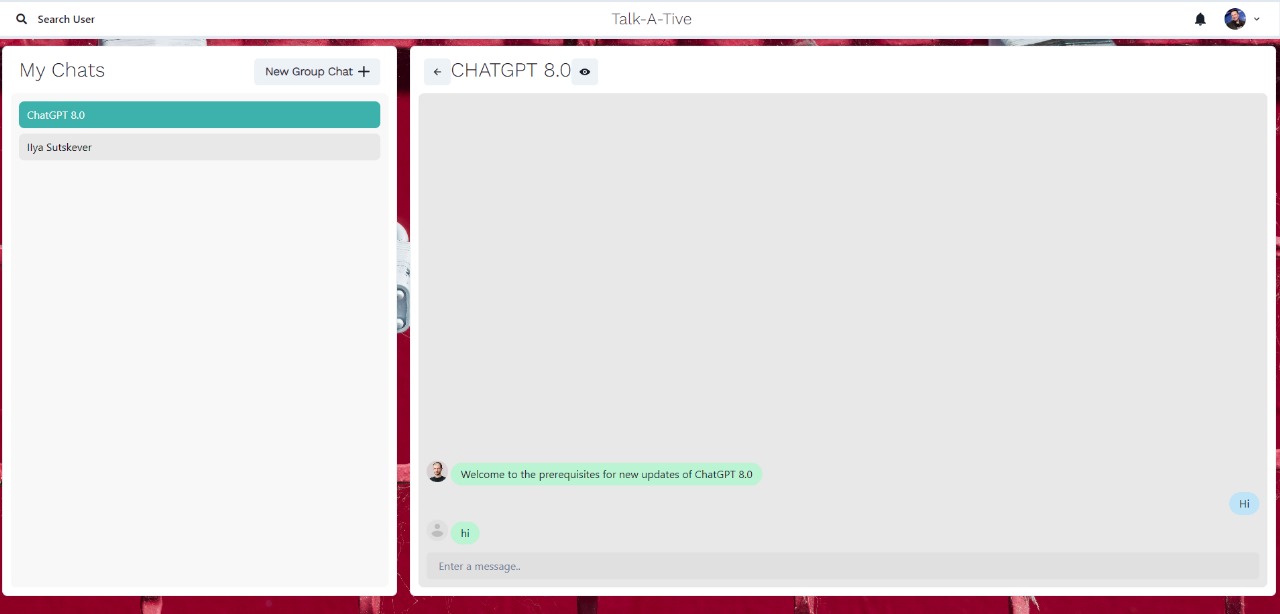 Search User
Talk-A-Tive
My Chats
New Group Chat
ChatGPT 8.0
Ilya Sutskever
CHATGPT 8.0
Welcome to the prerequisites for new updates of ChatGPT 8.0
Hi
hi
Enter a message..